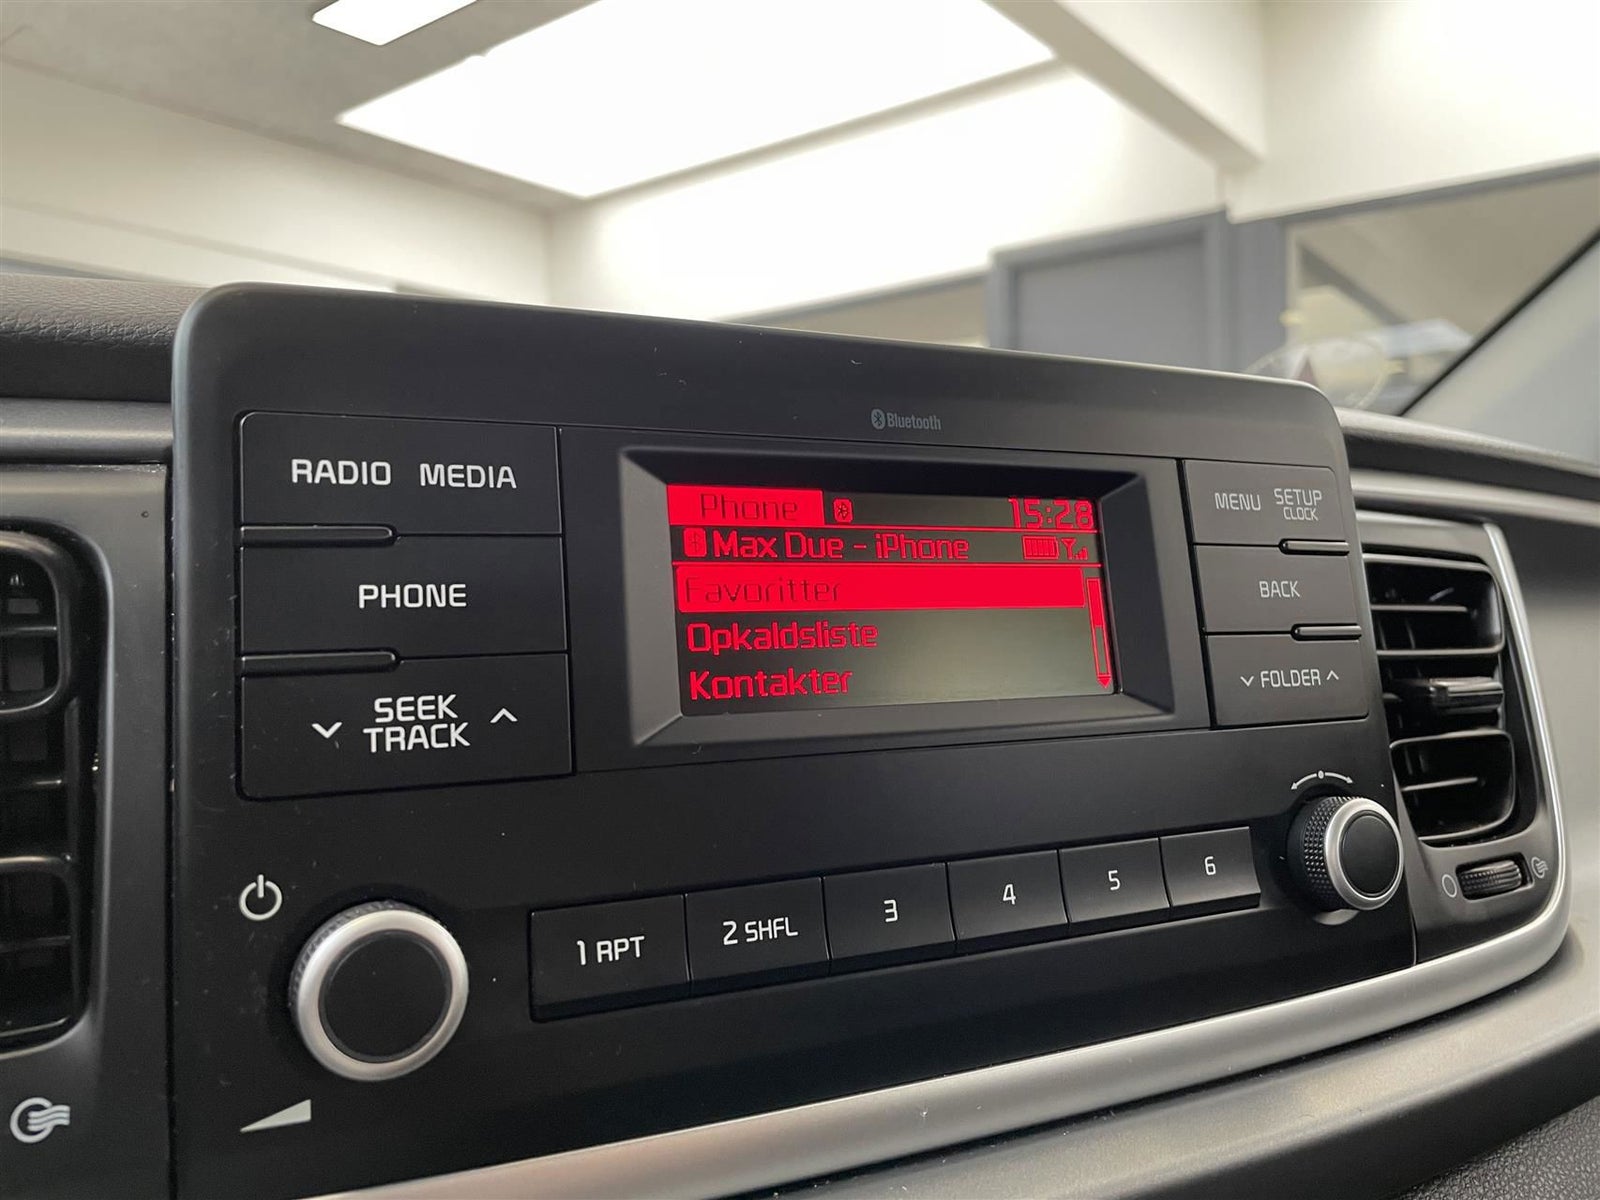 Bluetooth
RADIO MEDIA
PHONE
SEEK
TRACK
Phone 15:28
Max Due - iPhone
Favoritter
Opkaldsliste
Kontakter
MENU SETUP
CLOCK
BACK
FOLDER
1 RPT 2 SHFL 3 4 5 6